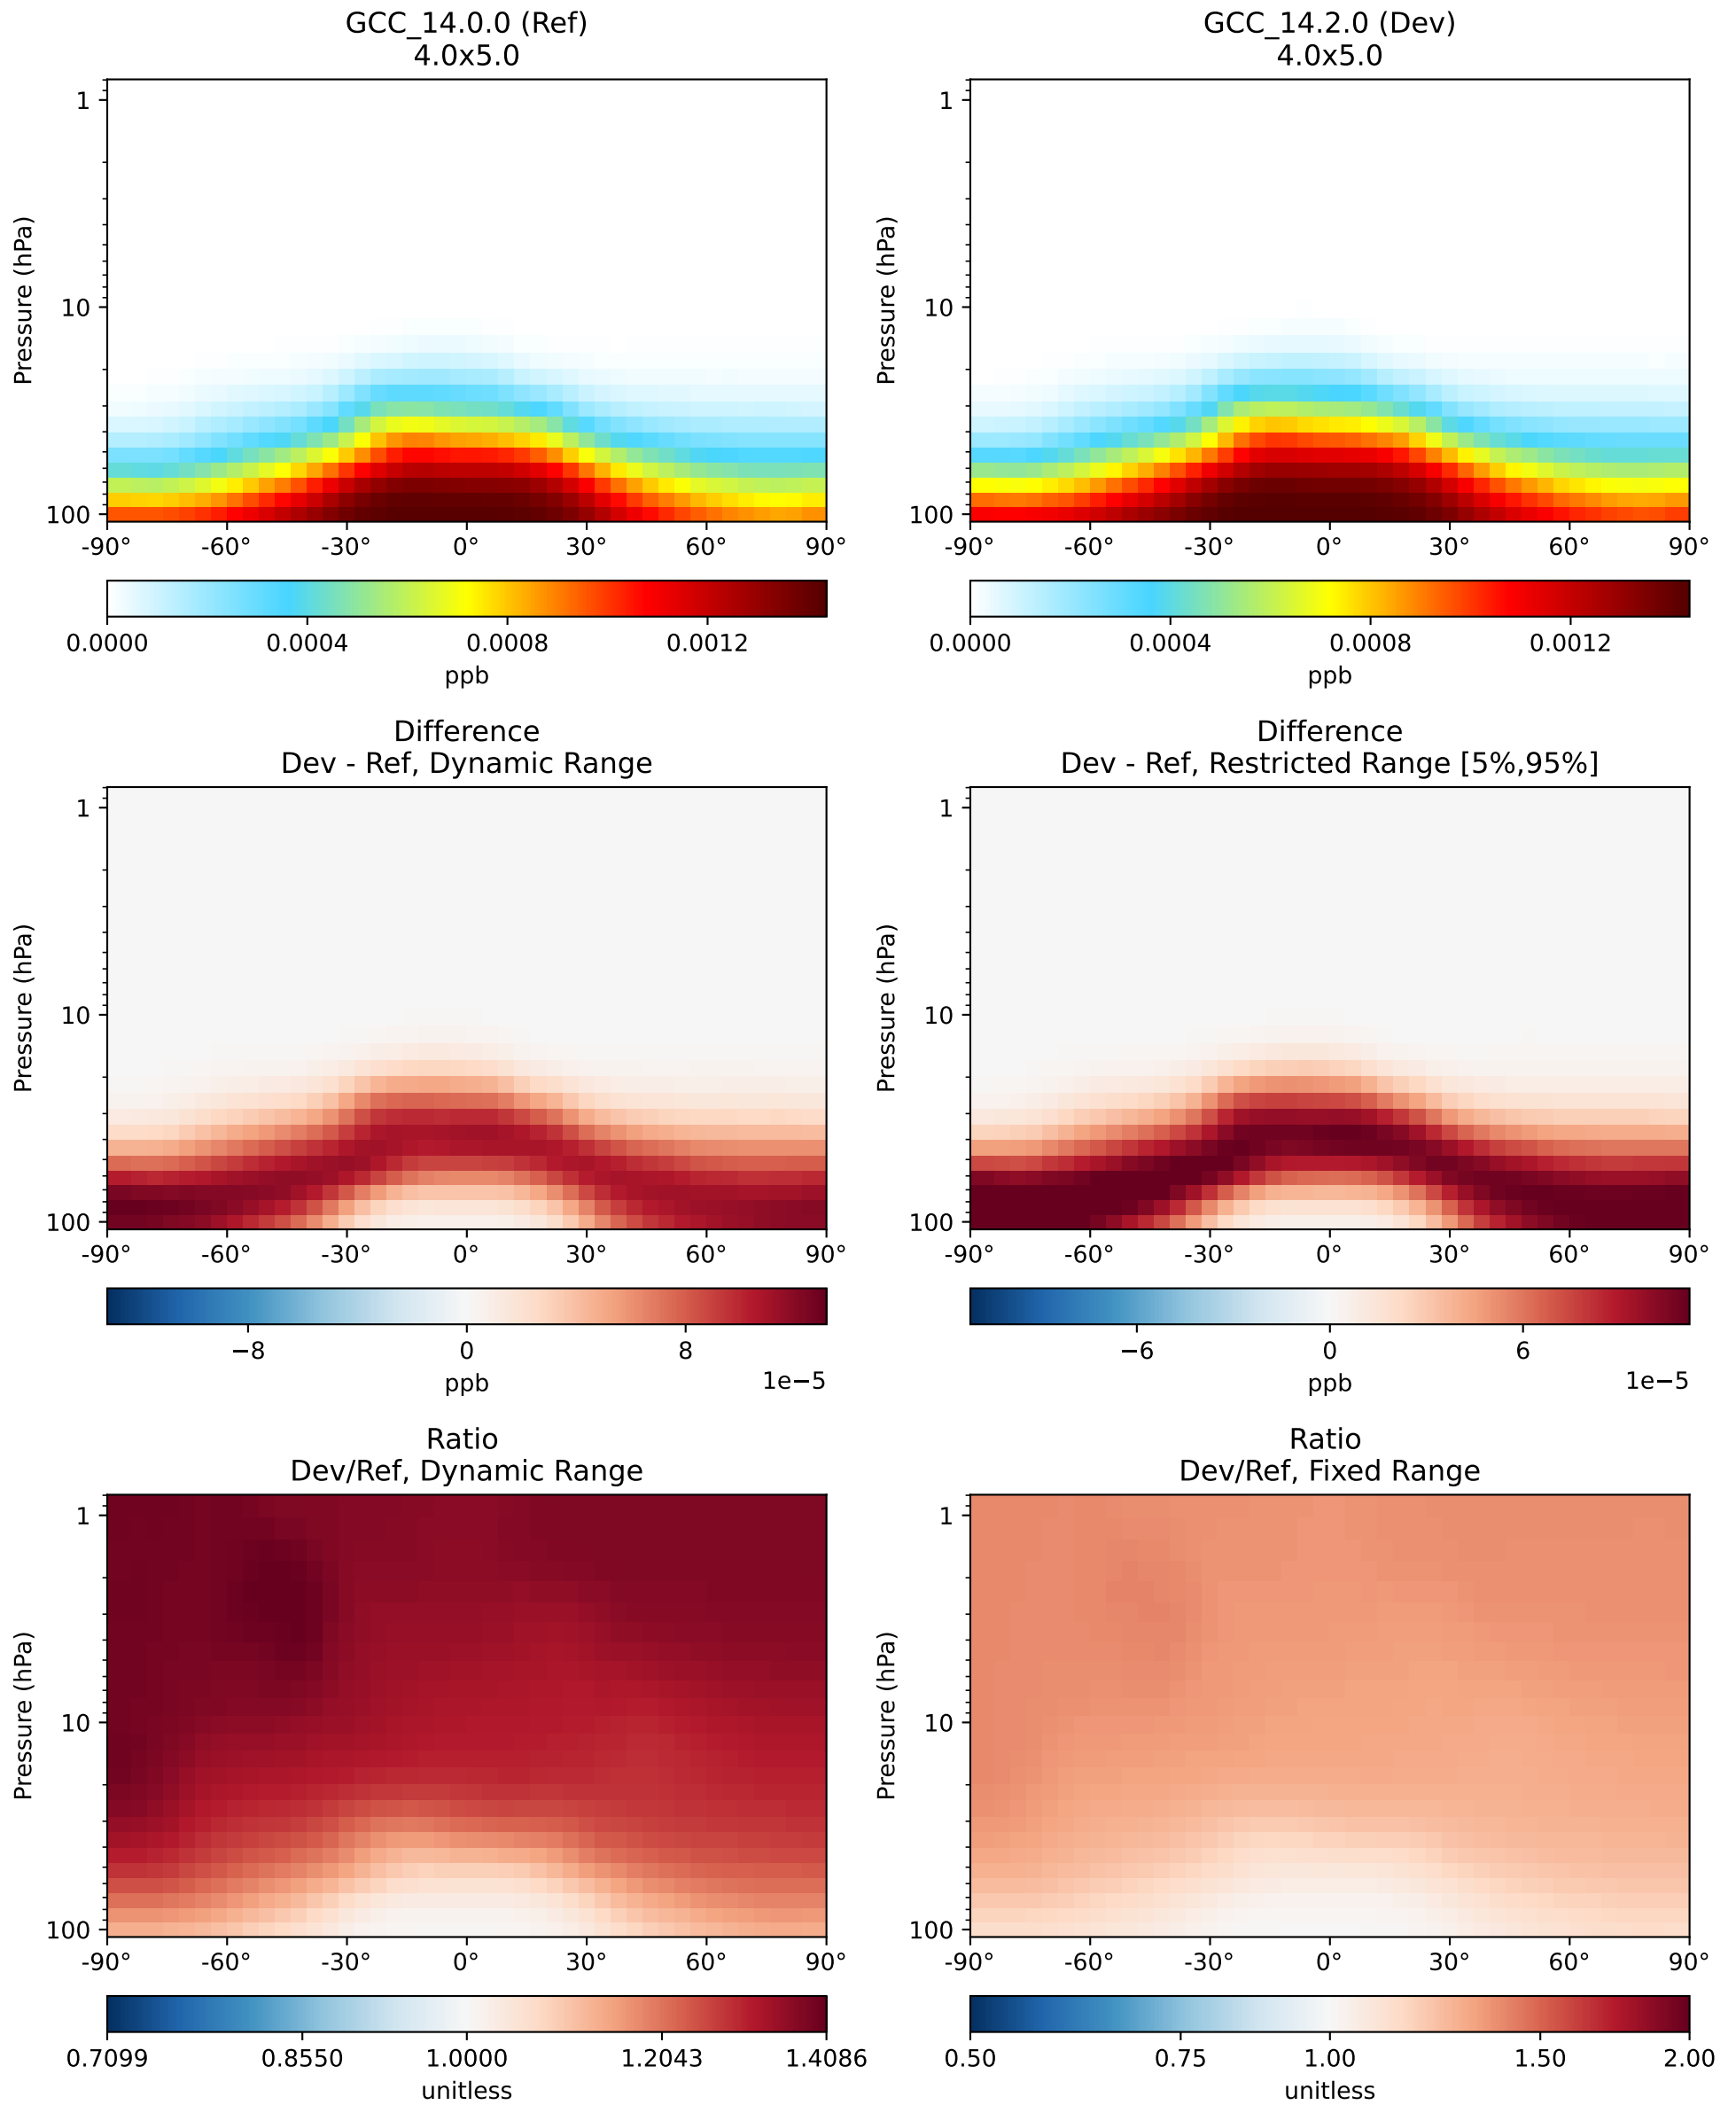 GCC_14.0.0 (Ref)
4.0x5.0
Pressure (hPa)
1
10
100
-90° -60° -30° 0° 30° 60° 90°
0.0000 0.0004 0.0008 0.0012
ppb
GCC_14.2.0 (Dev)
4.0x5.0
Pressure (hPa)
1
10
100
-90° -60° -30° 0° 30° 60° 90°
0.0000 0.0004 0.0008 0.0012
ppb
Difference
Dev - Ref, Dynamic Range
Pressure (hPa)
1
10
100
-90° -60° -30° 0° 30° 60° 90°
−8 0 8
1e−5
ppb
Difference
Dev - Ref, Restricted Range [5%,95%]
Pressure (hPa)
1
10
100
-90° -60° -30° 0° 30° 60° 90°
−6 0 6
1e−5
ppb
Ratio
Dev/Ref, Dynamic Range
Pressure (hPa)
1
10
100
-90° -60° -30° 0° 30° 60° 90°
0.7099 0.8550 1.0000 1.2043 1.4086
unitless
Ratio
Dev/Ref, Fixed Range
Pressure (hPa)
1
10
100
-90° -60° -30° 0° 30° 60° 90°
0.50 0.75 1.00 1.50 2.00
unitless